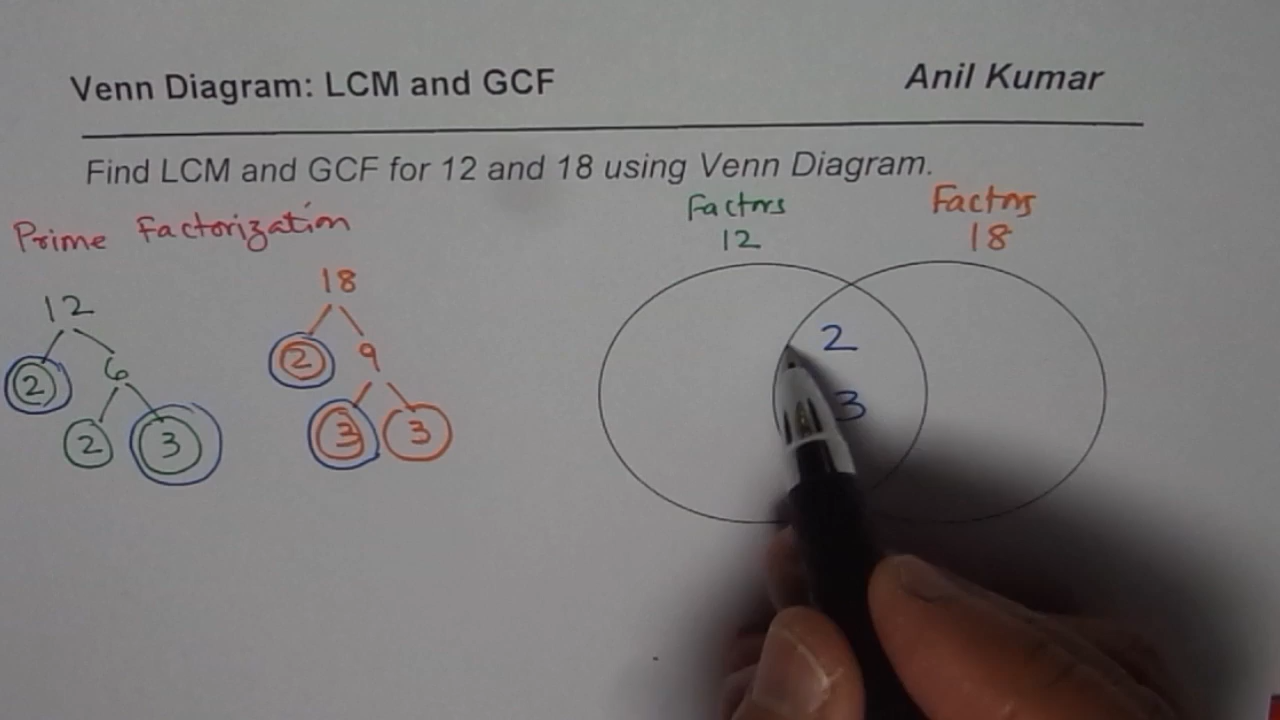 Venn Diagram: LCM and GCF
Anil Kumar
Find LCM and GCF for 12 and 18 using Venn Diagram.
Prime Factorization
Factors
12
Factors
18
12
2
6
2
3
18
2
9
3
3
2
3